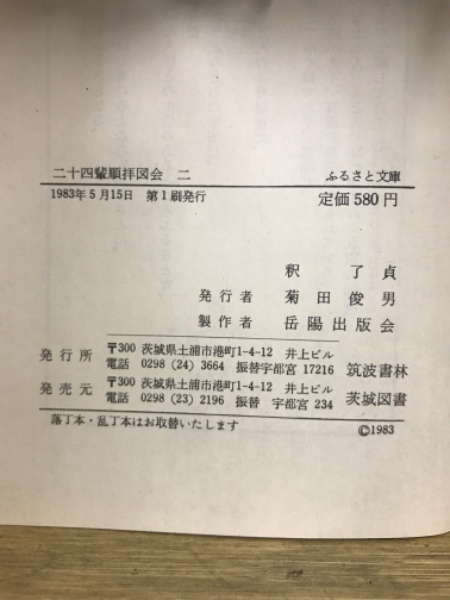 二十四輩順拝図会 二 ふるさと文庫
1983年5月15日 第1刷発行 定価580円
釈 了貞
発行者 菊田俊男
製作者 岳陽出版会
発行所 〒300 茨城県土浦市港町1-4-12 井上ビル
電話 0298 (24) 3664 振替宇都宮 17216 筑波書林
発売元 〒300 茨城県土浦市港町1-4-12 井上ビル
電話 0298 (23) 2196 振替 宇都宮 234 茨城図書
落丁本・乱丁本はお取替いたします ©1983